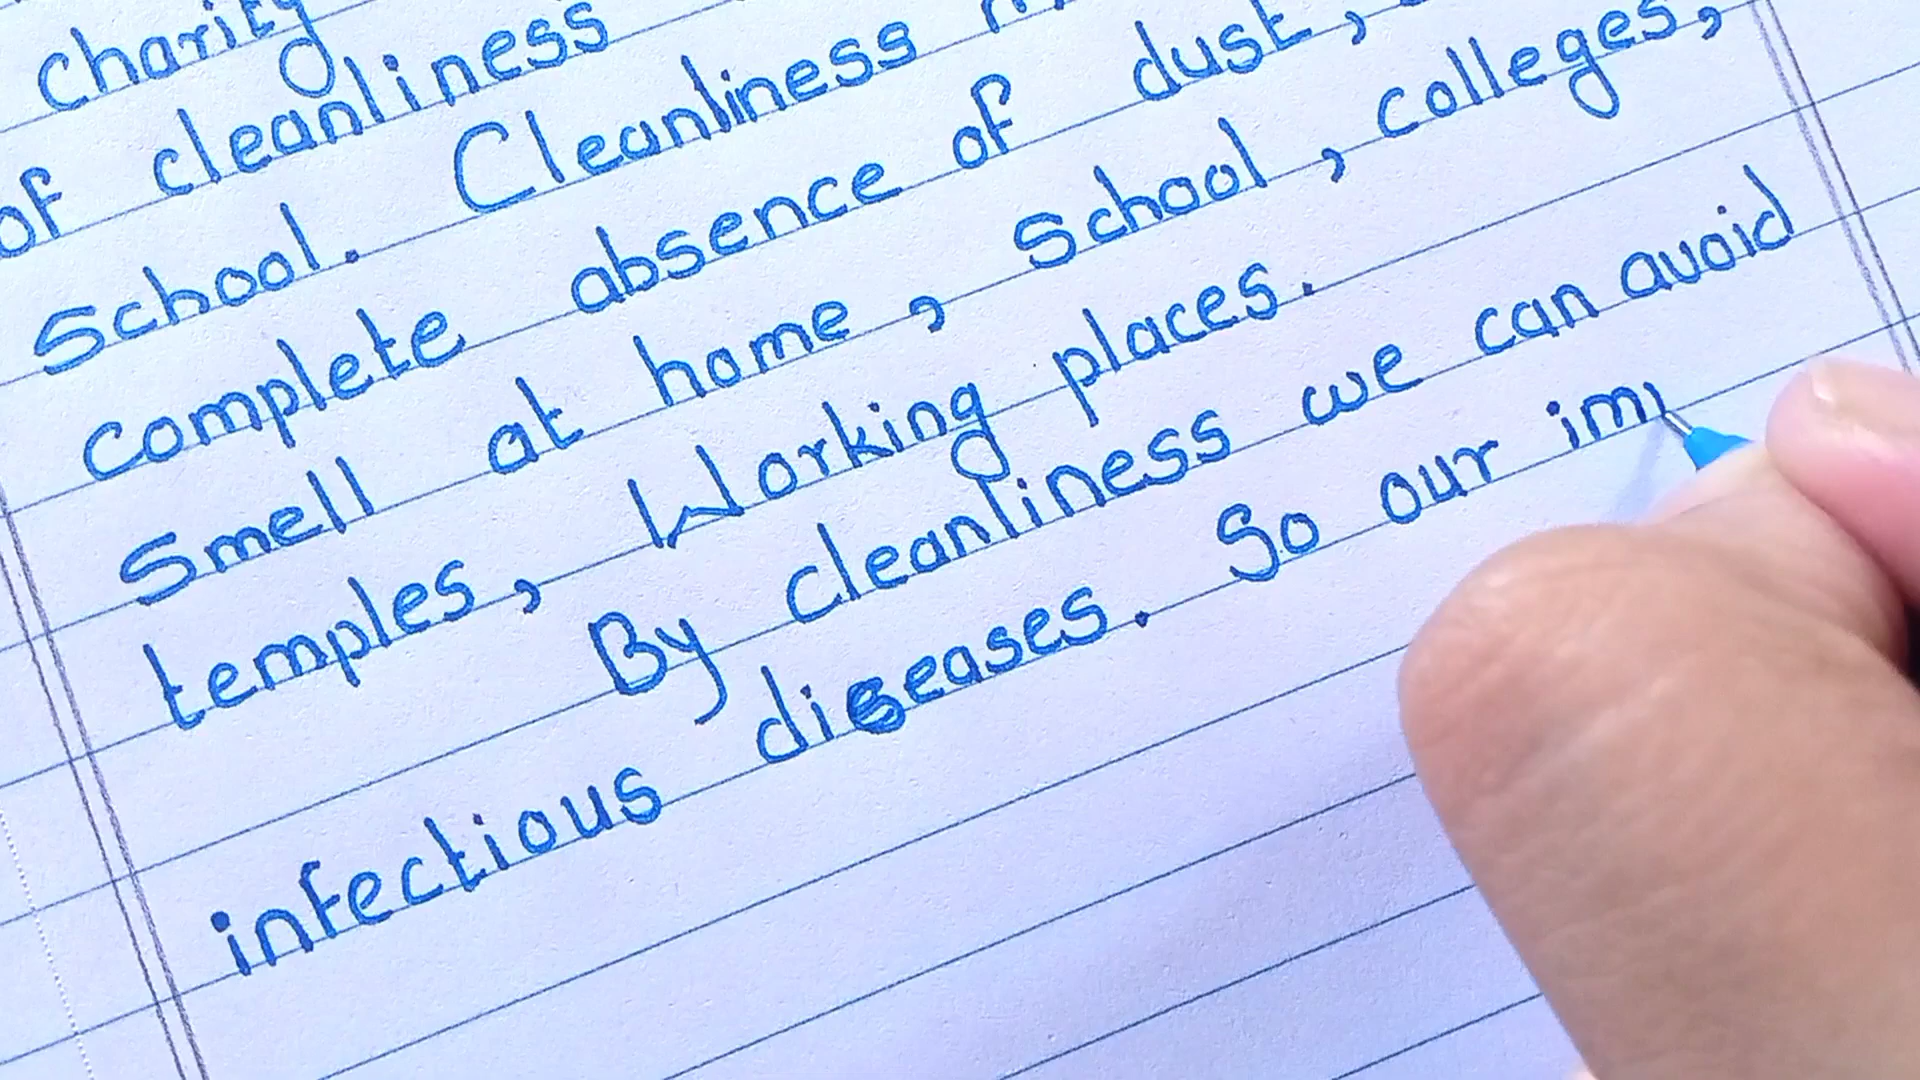 charity
of cleanliness
School. Cleanliness
complete absence of dust,
Smell at home, School, colleges,
temples, Working places.
By cleanliness we can avoid
infectious diseases. So our im